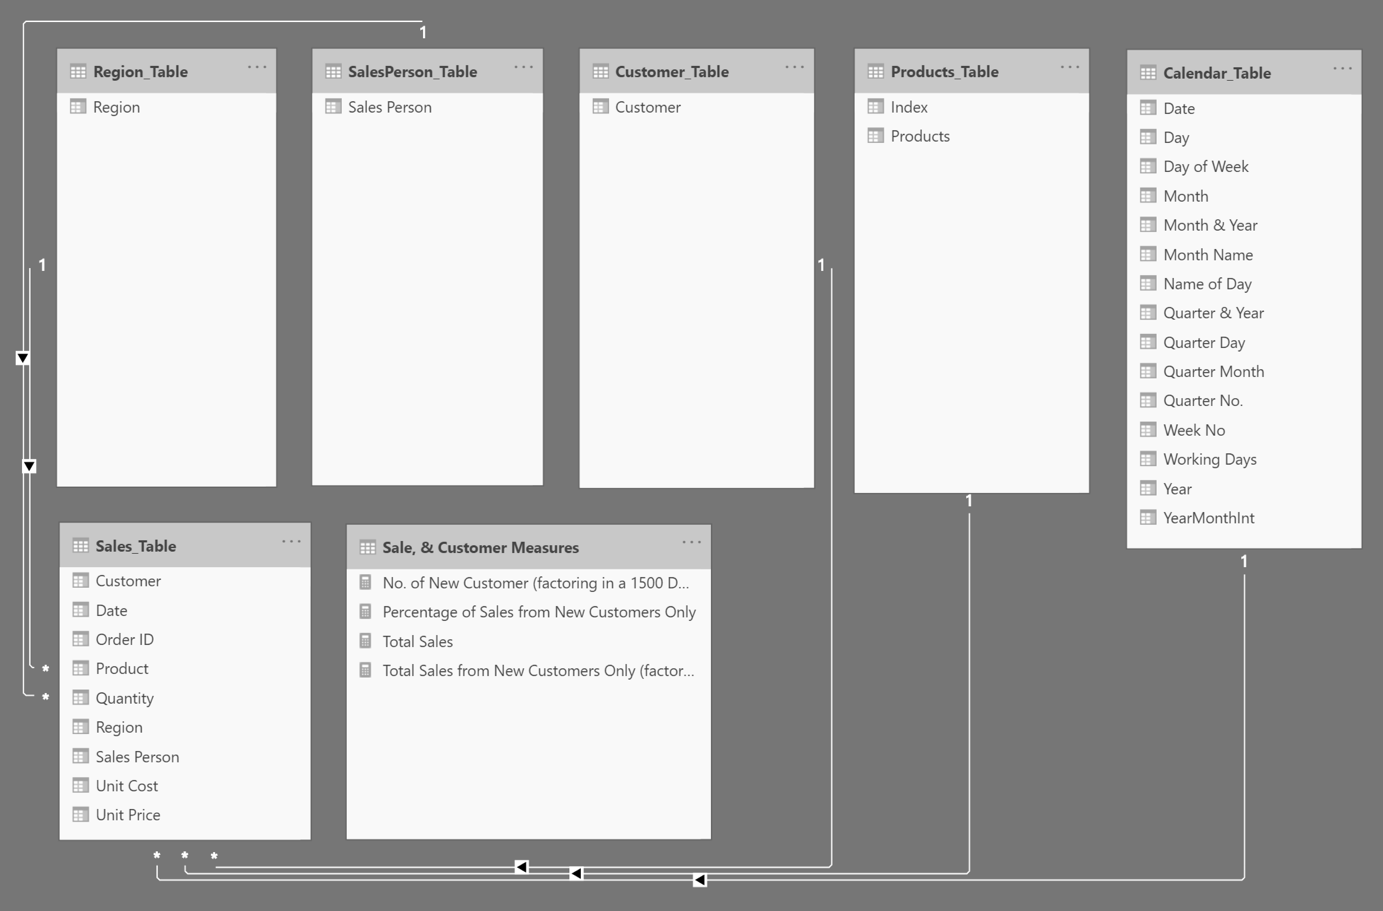 1
Region_Table
Region
SalesPerson_Table
Sales Person
Customer_Table
Customer
Products_Table
Index
Products
Calendar_Table
Date
Day
Day of Week
Month
Month & Year
Month Name
Name of Day
Quarter & Year
Quarter Day
Quarter Month
Quarter No.
Week No
Working Days
Year
YearMonthInt
1
1
1
1
Sales_Table
Customer
Date
Order ID
Product
Quantity
Region
Sales Person
Unit Cost
Unit Price
Sale, & Customer Measures
No. of New Customer (factoring in a 1500 D...
Percentage of Sales from New Customers Only
Total Sales
Total Sales from New Customers Only (factor...
*
*
* * *